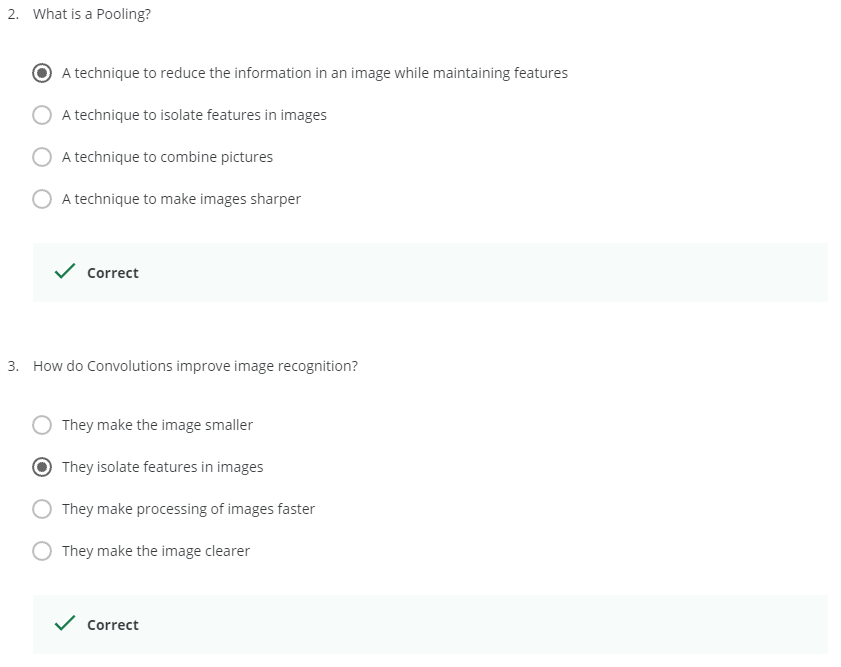 2. What is a Pooling?
A technique to reduce the information in an image while maintaining features
A technique to isolate features in images
A technique to combine pictures
A technique to make images sharper
Correct
3. How do Convolutions improve image recognition?
They make the image smaller
They isolate features in images
They make processing of images faster
They make the image clearer
Correct